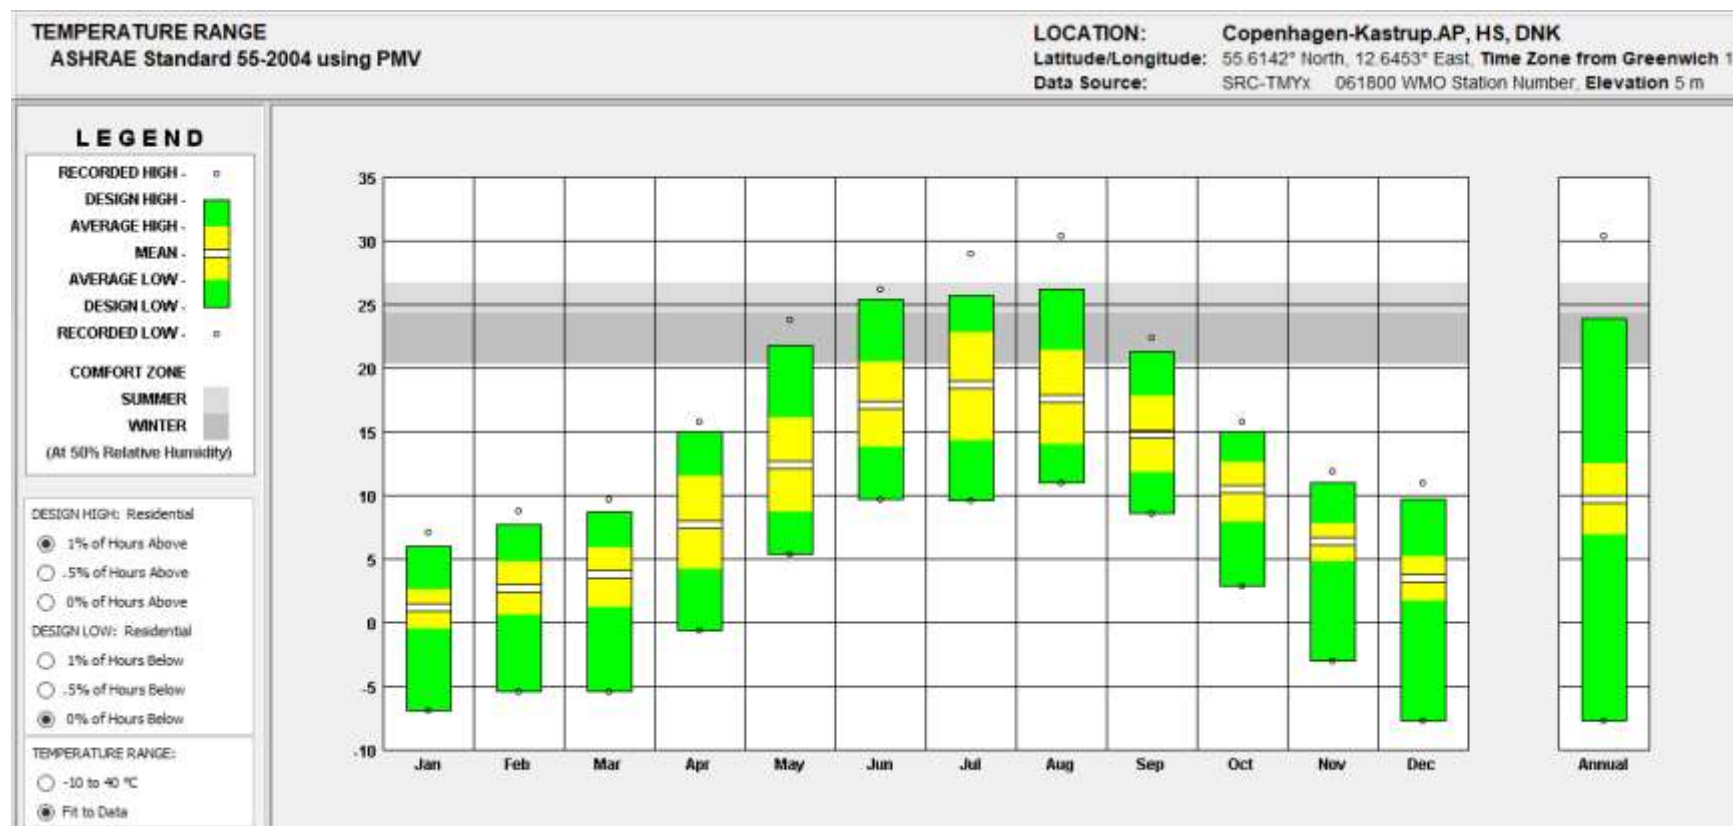 TEMPERATURE RANGE
ASHRAE Standard 55-2004 using PMV
LOCATION: Copenhagen-Kastrup.AP, HS, DNK
Latitude/Longitude: 55.6142° North, 12.6453° East, Time Zone from Greenwich 1
Data Source: SRC-TMYx 061800 WMO Station Number, Elevation 5 m
LEGEND
RECORDED HIGH -
DESIGN HIGH -
AVERAGE HIGH -
MEAN -
AVERAGE LOW -
DESIGN LOW -
RECORDED LOW -
COMFORT ZONE
SUMMER
WINTER
(At 50% Relative Humidity)
DESIGN HIGH: Residential
1% of Hours Above
.5% of Hours Above
0% of Hours Above
DESIGN LOW: Residential
1% of Hours Below
.5% of Hours Below
0% of Hours Below
TEMPERATURE RANGE:
-10 to 40 °C
Fit to Data
35
30
25
20
15
10
5
0
-5
-10
Jan Feb Mar Apr May Jun Jul Aug Sep Oct Nov Dec Annual